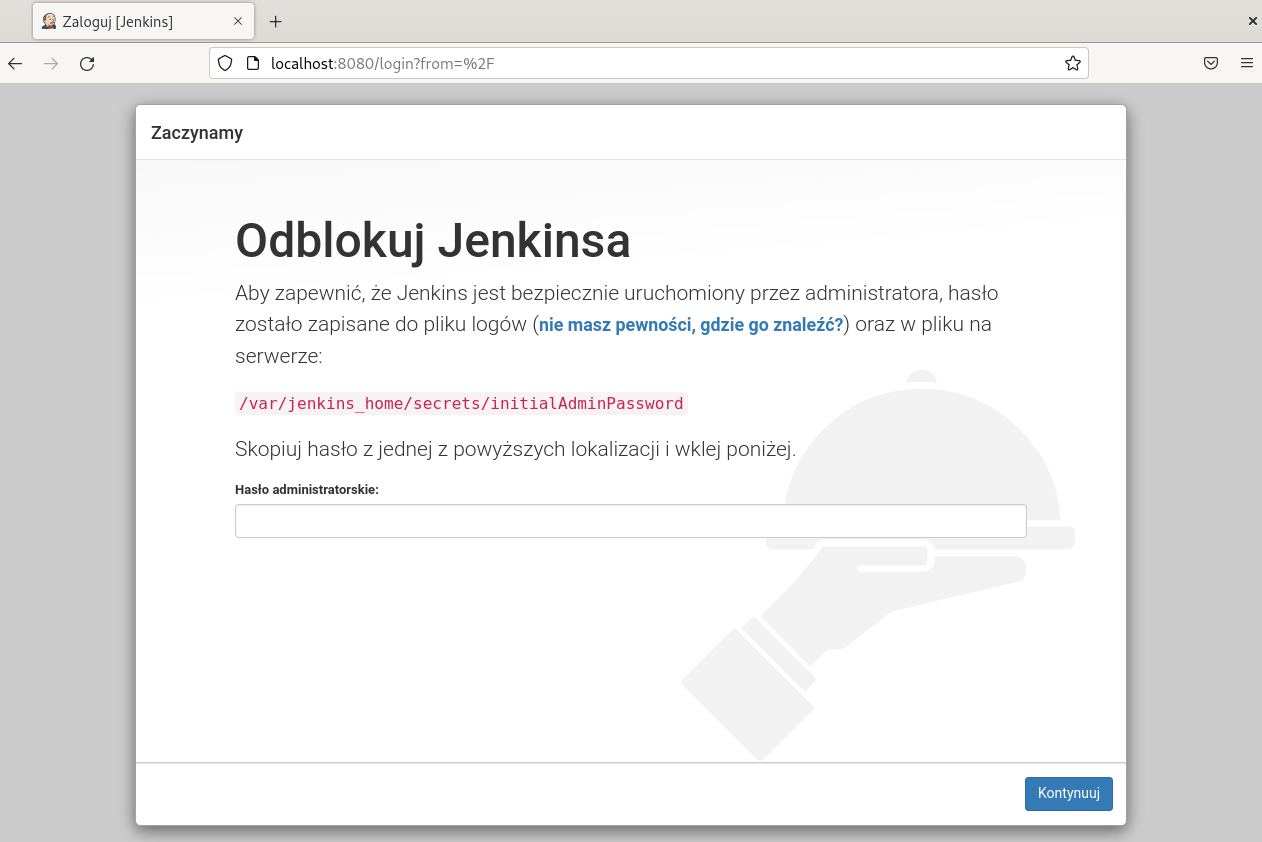 Zaloguj [Jenkins]
localhost:8080/login?from=%2F
Zaczynamy
Odblokuj Jenkinsa
Aby zapewnić, że Jenkins jest bezpiecznie uruchomiony przez administratora, hasło
zostało zapisane do pliku logów (nie masz pewności, gdzie go znaleźć?) oraz w pliku na
serwerze:
/var/jenkins_home/secrets/initialAdminPassword
Skopiuj hasło z jednej z powyższych lokalizacji i wklej poniżej.
Hasło administratorskie:
Kontynuuj